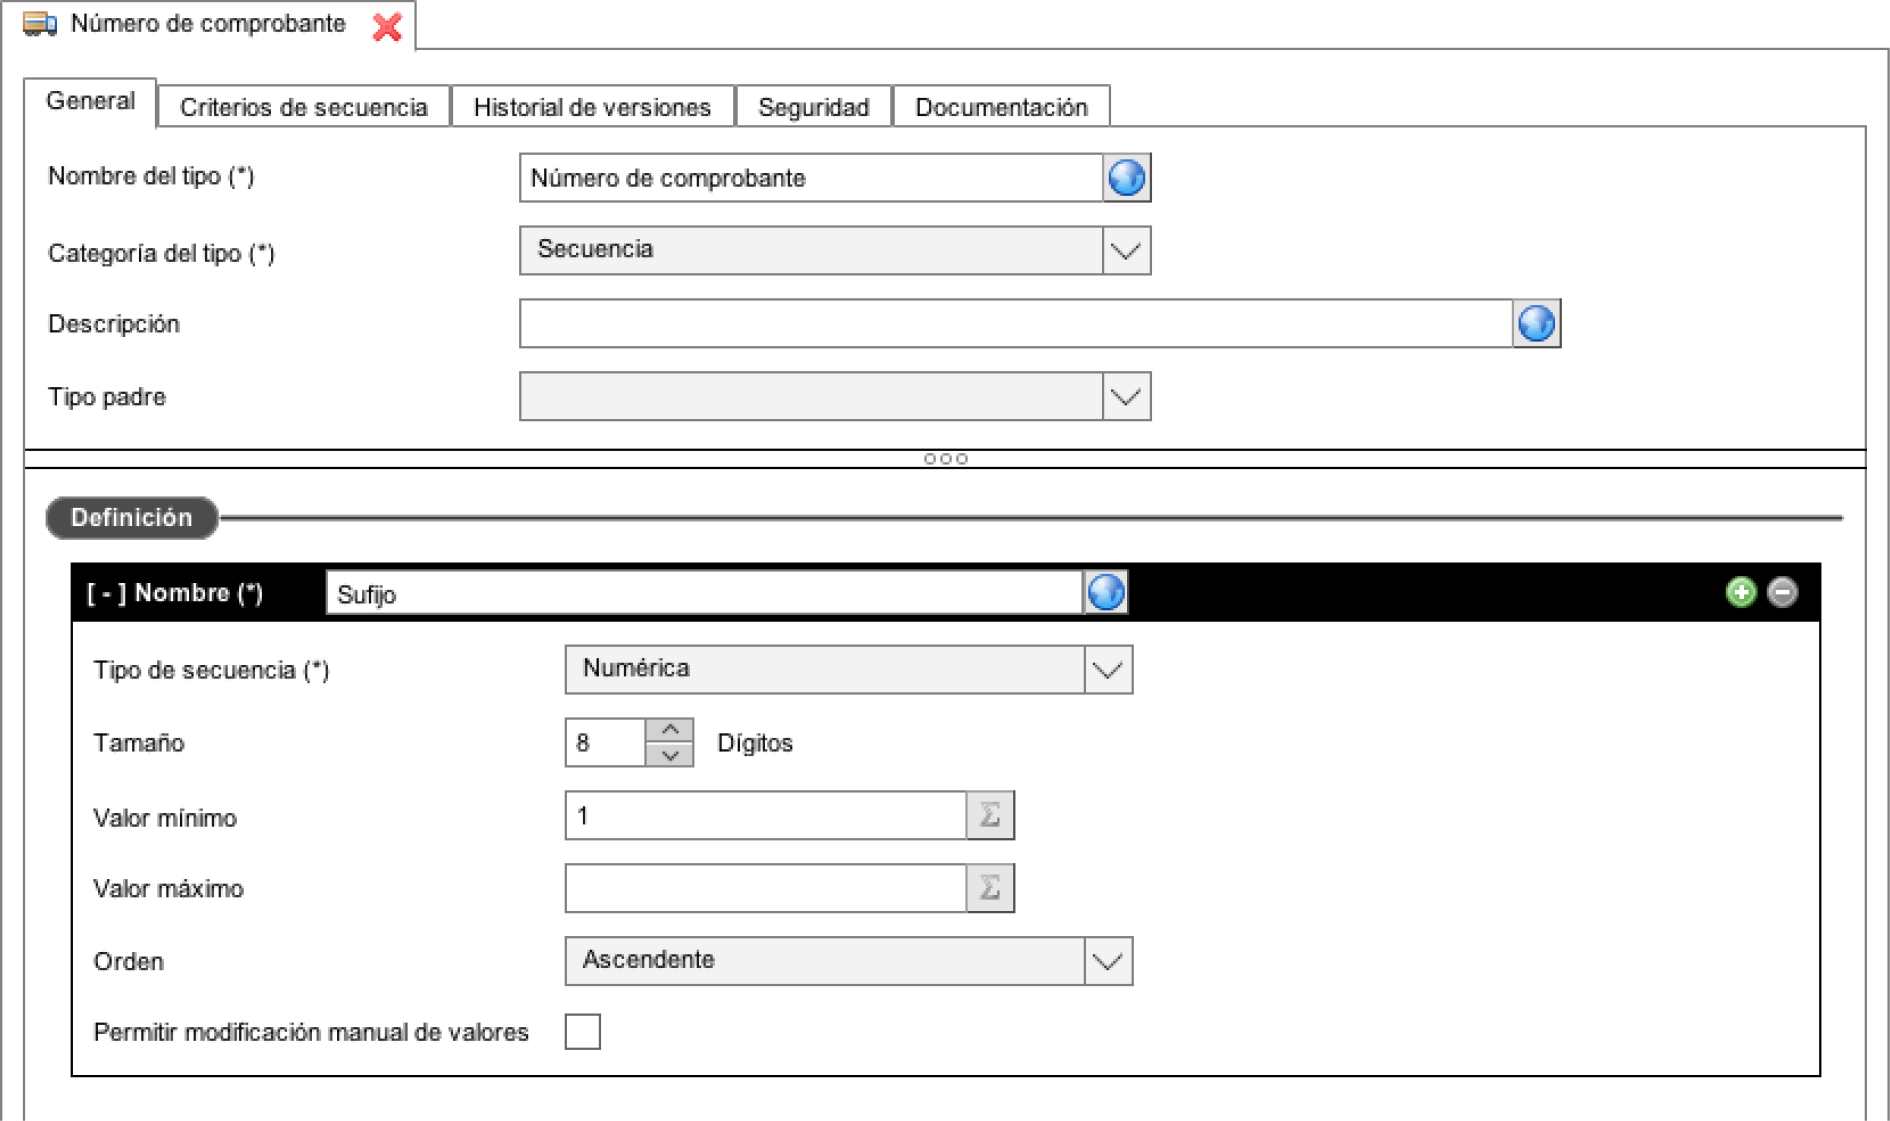 Número de comprobante
General Criterios de secuencia Historial de versiones Seguridad Documentación
Nombre del tipo (*) Número de comprobante
Categoría del tipo (*) Secuencia
Descripción
Tipo padre
Definición
[ - ] Nombre (*) Sufijo
Tipo de secuencia (*) Numérica
Tamaño 8 Dígitos
Valor mínimo 1 Σ
Valor máximo Σ
Orden Ascendente
Permitir modificación manual de valores